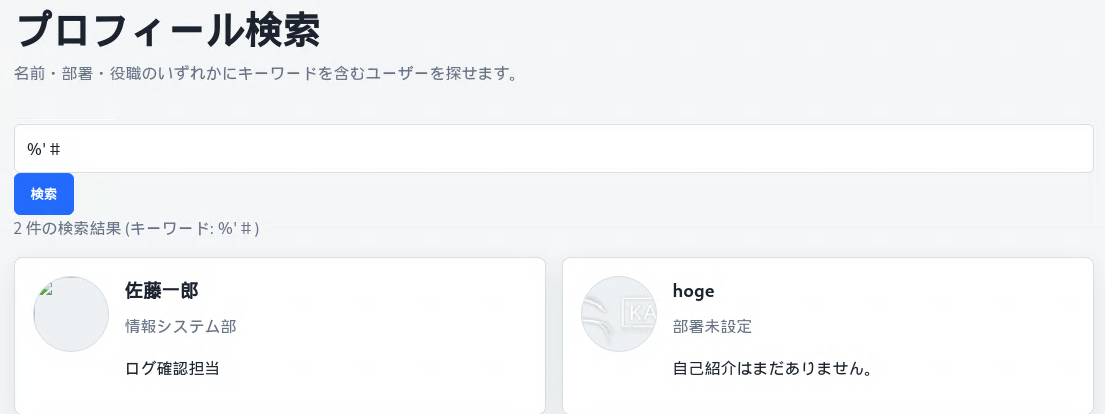 プロフィール検索
名前・部署・役職のいずれかにキーワードを含むユーザーを探せます。
%'#
検索
2 件の検索結果 (キーワード: %'#)
佐藤一郎
情報システム部
ログ確認担当
KA
hoge
部署未設定
自己紹介はまだありません。